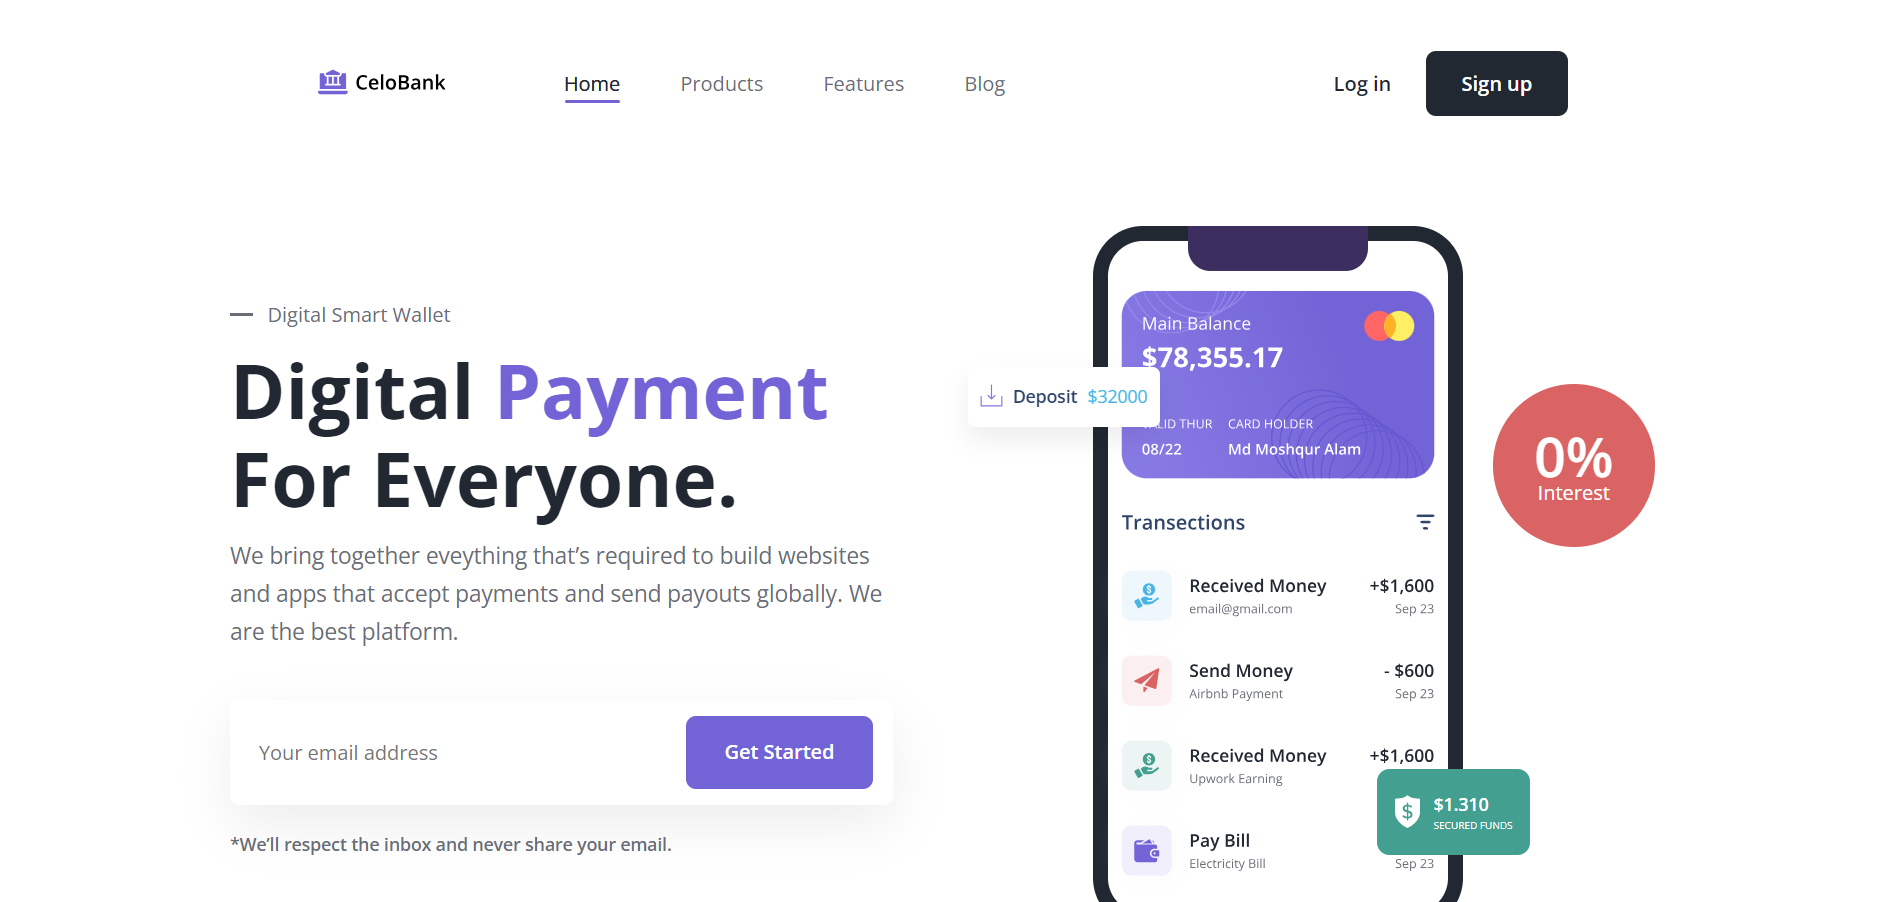 CeloBank
Home
Products
Features
Blog
Log in
Sign up
Digital Smart Wallet
Digital Payment
For Everyone.
We bring together eveything that’s required to build websites
and apps that accept payments and send payouts globally. We
are the best platform.
Your email address
Get Started
*We’ll respect the inbox and never share your email.
Main Balance
$78,355.17
Deposit $32000
THUR CARD HOLDER
08/22 Md Moshqur Alam
0%
Interest
Transections
Received Money +$1,600
email@gmail.com Sep 23
Send Money - $600
Airbnb Payment Sep 23
Received Money +$1,600
Upwork Earning
$1.310
SECURED FUNDS
Pay Bill
Electricity Bill Sep 23